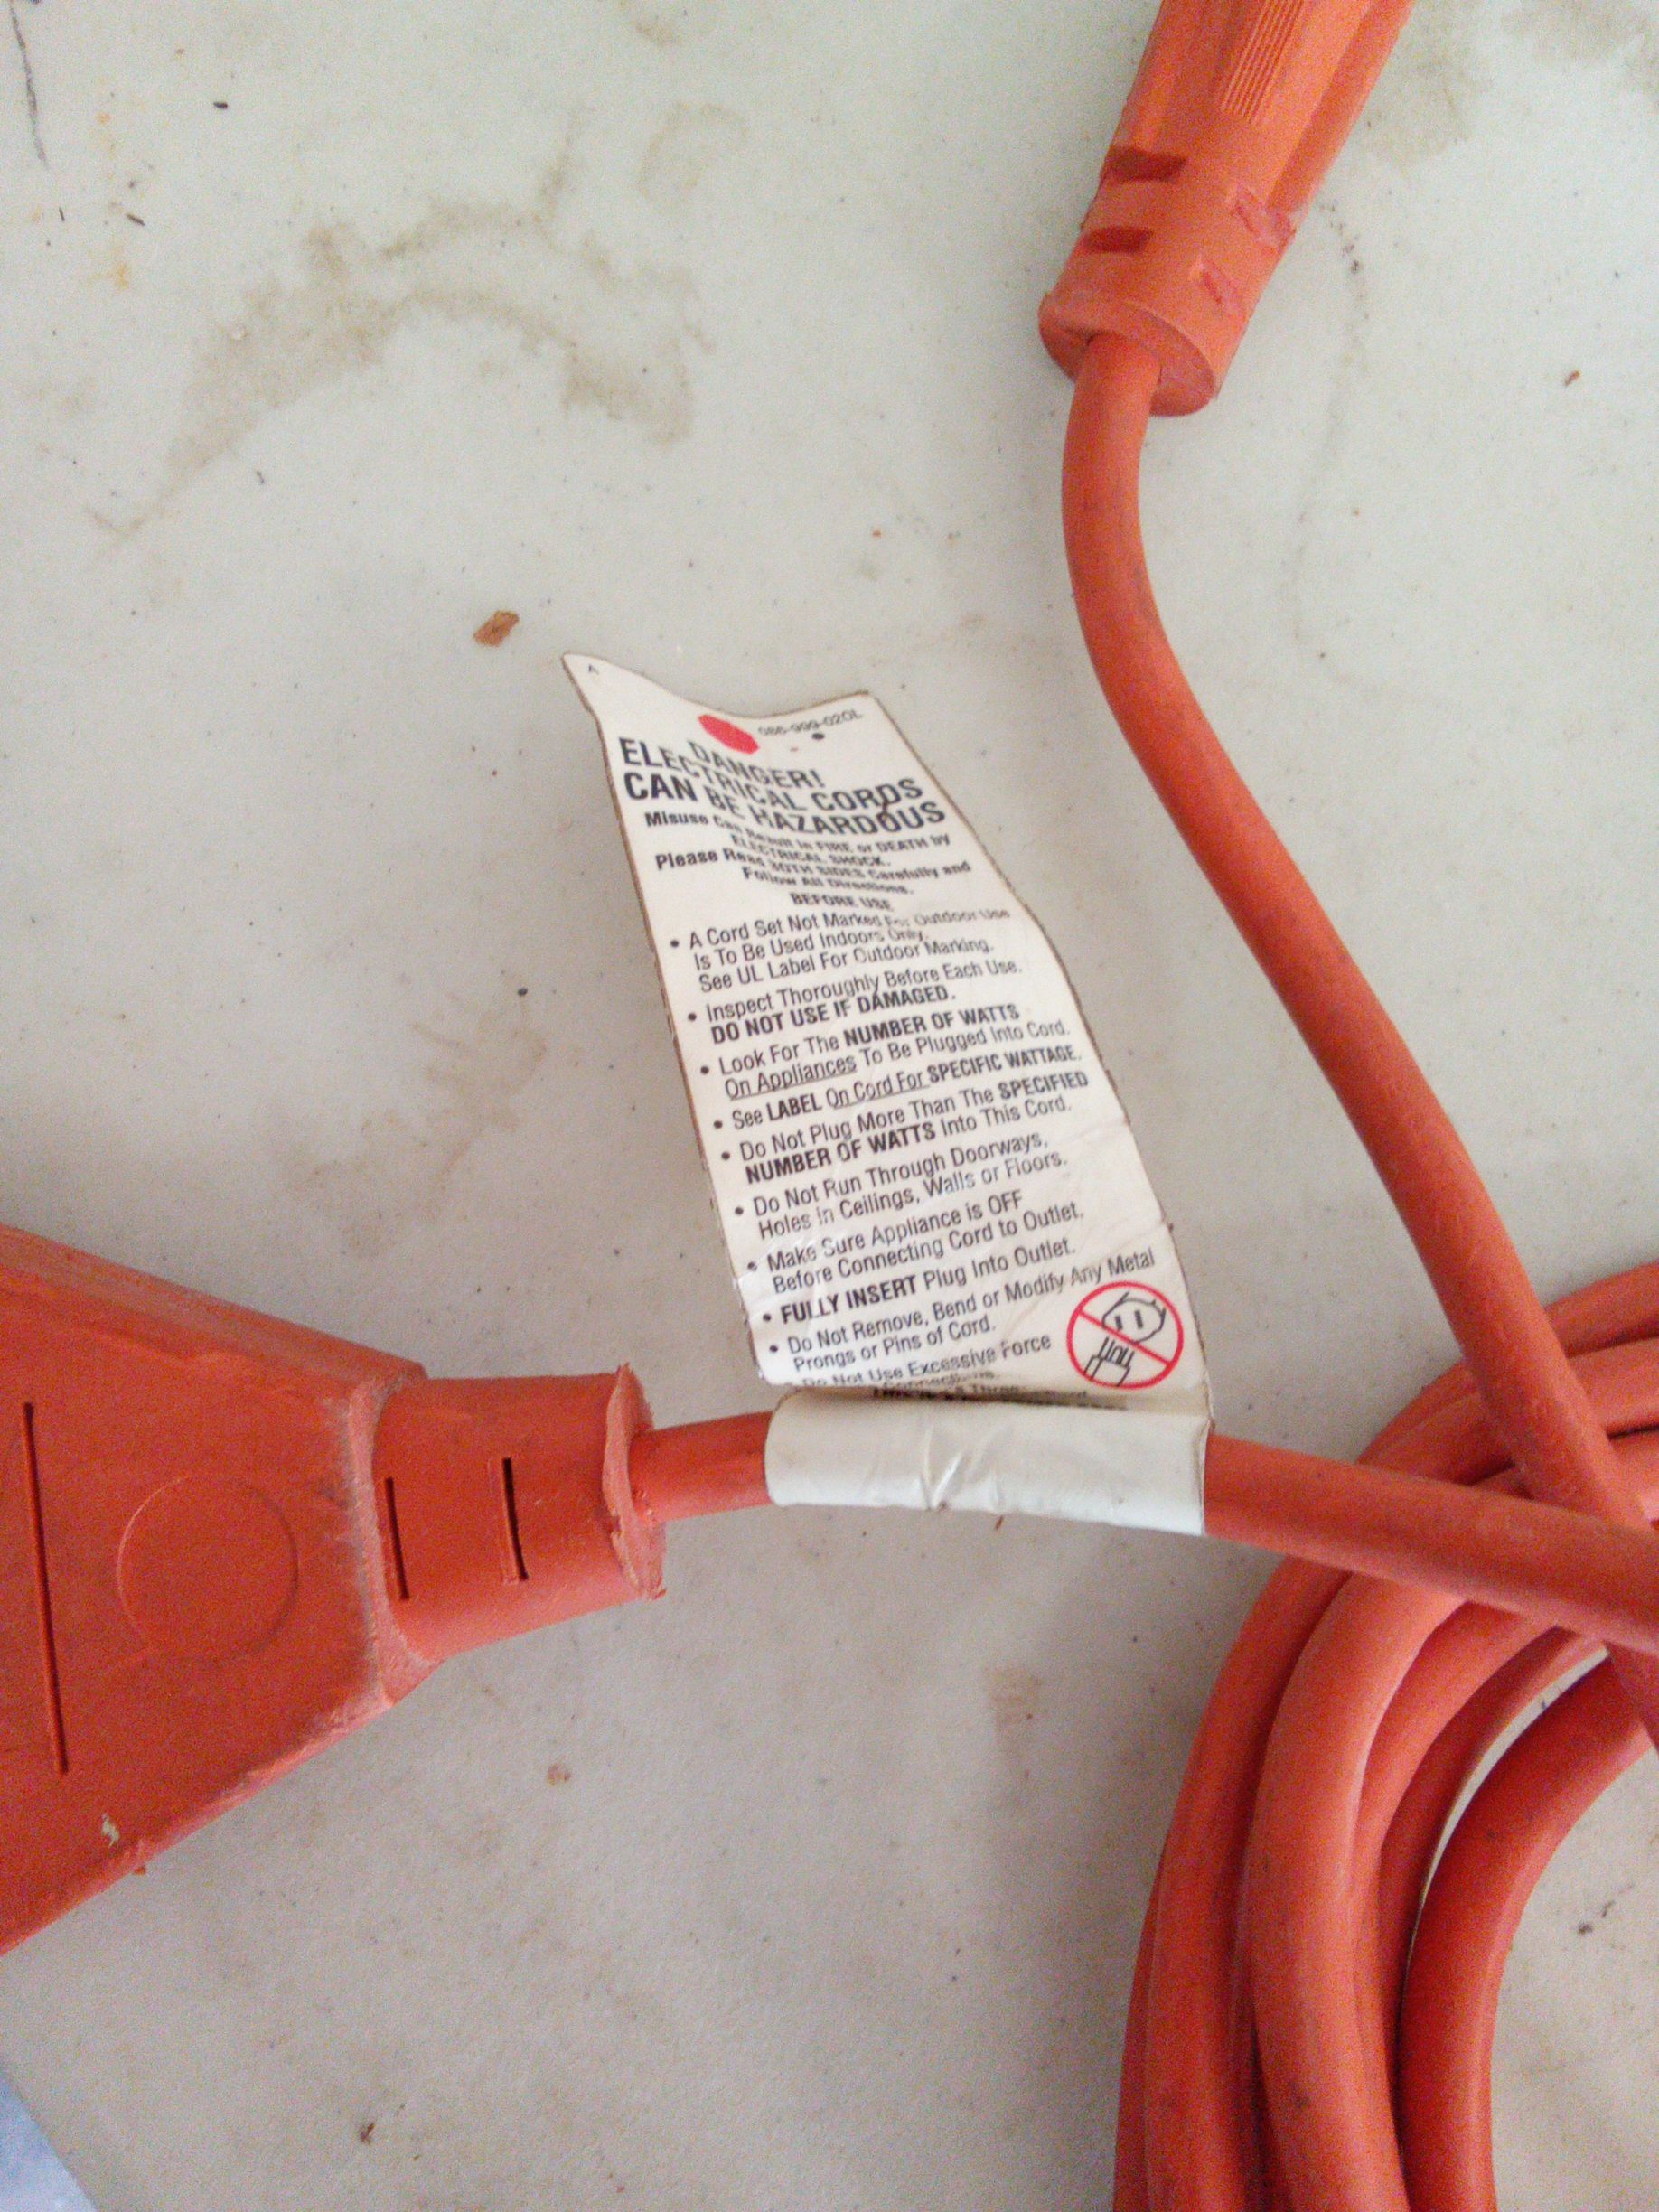 A
086-999-020L
DANGER!
ELECTRICAL CORDS
CAN BE HAZARDOUS
Misuse Can Result in FIRE or DEATH by
ELECTRICAL SHOCK.
Please Read BOTH SIDES Carefully and
Follow All Directions.
BEFORE USE
• A Cord Set Not Marked For Outdoor Use
Is To Be Used Indoors Only.
See UL Label For Outdoor Marking.
• Inspect Thoroughly Before Each Use.
DO NOT USE IF DAMAGED.
• Look For The NUMBER OF WATTS
On Appliances To Be Plugged Into Cord.
• See LABEL On Cord For SPECIFIC WATTAGE.
• Do Not Plug More Than The SPECIFIED
NUMBER OF WATTS Into This Cord.
• Do Not Run Through Doorways,
Holes in Ceilings, Walls or Floors.
• Make Sure Appliance is OFF
Before Connecting Cord to Outlet.
• FULLY INSERT Plug Into Outlet.
• Do Not Remove, Bend or Modify Any Metal
Prongs or Pins of Cord.
Do Not Use Excessive Force
Connections.